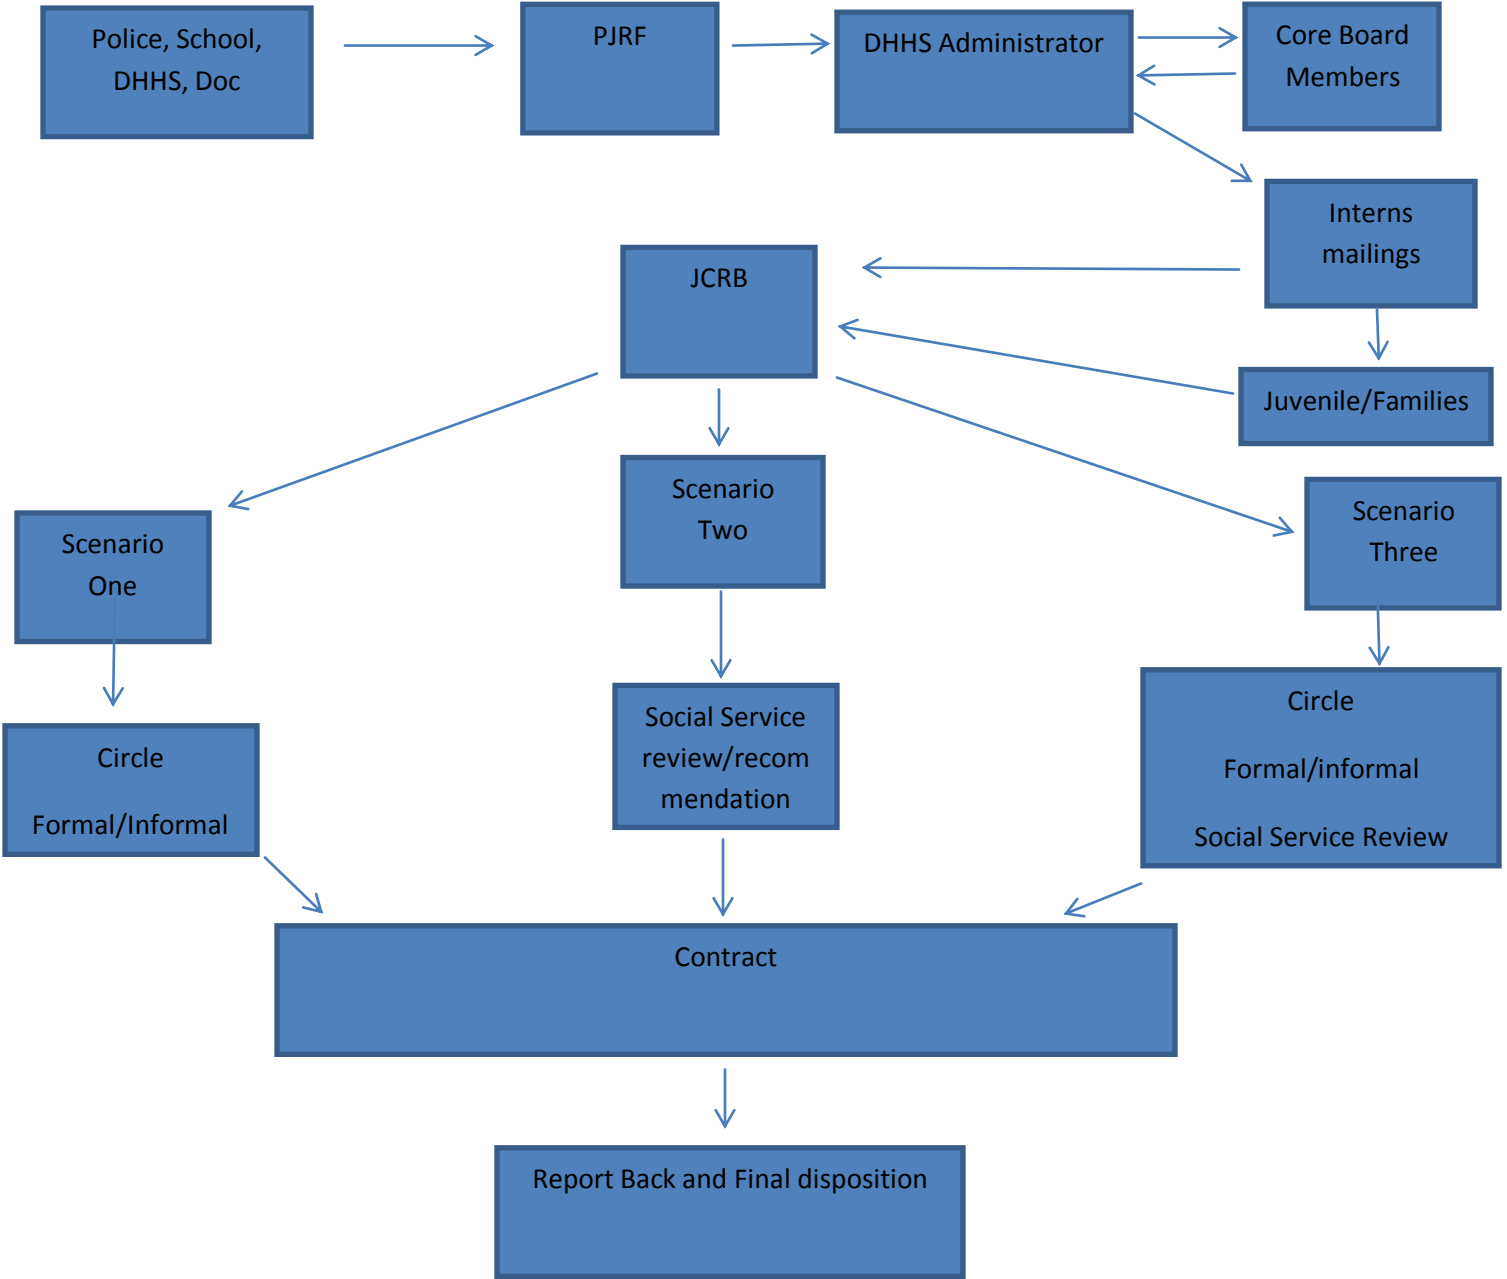 Police, School,
DHHS, Doc
PJRF
DHHS Administrator
Core Board
Members
Interns
mailings
JCRB
Juvenile/Families
Scenario
One
Scenario
Two
Scenario
Three
Circle
Formal/Informal
Social Service
review/recom
mendation
Circle
Formal/informal
Social Service Review
Contract
Report Back and Final disposition